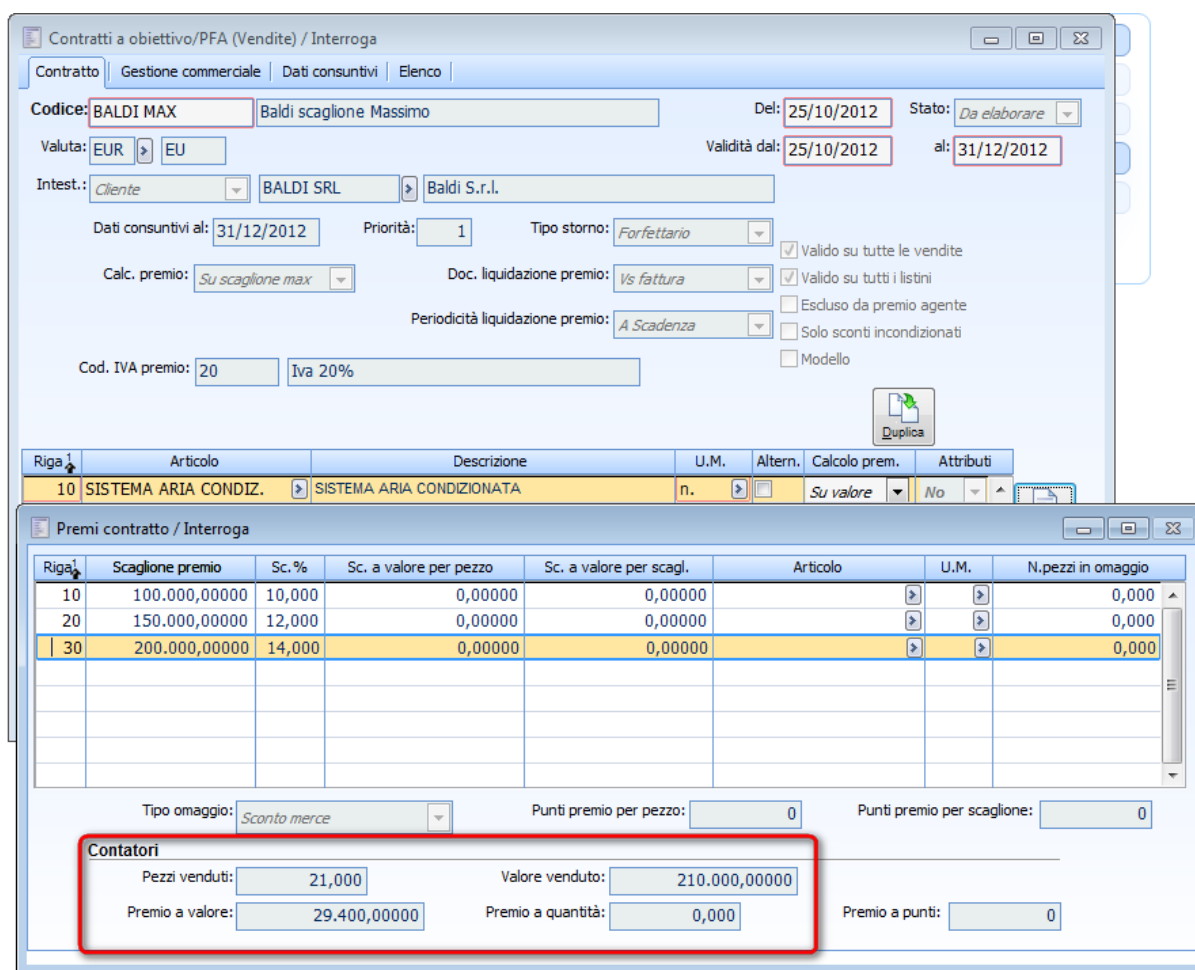 Contratti a obiettivo/PFA (Vendite) / Interroga
Contratto Gestione commerciale Dati consuntivi Elenco
Codice: BALDI MAX Baldi scaglione Massimo Del: 25/10/2012 Stato: Da elaborare
Valuta: EUR EU Validità dal: 25/10/2012 al: 31/12/2012
Intest.: Cliente BALDI SRL Baldi S.r.l.
Dati consuntivi al: 31/12/2012 Priorità: 1 Tipo storno: Forfettario
Valido su tutte le vendite
Calc. premio: Su scaglione max Doc. liquidazione premio: Vs fattura Valido su tutti i listini
Escluso da premio agente
Periodicità liquidazione premio: A Scadenza Solo sconti incondizionati
Modello
Cod. IVA premio: 20 Iva 20%
Duplica
Riga 1 Articolo Descrizione U.M. Altern. Calcolo prem. Attributi
10 SISTEMA ARIA CONDIZ. SISTEMA ARIA CONDIZIONATA n. Su valore No
Premi contratto / Interroga
Riga 1 Scaglione premio Sc.% Sc. a valore per pezzo Sc. a valore per scagl. Articolo U.M. N.pezzi in omaggio
10 100.000,00000 10,000 0,00000 0,00000 0,000
20 150.000,00000 12,000 0,00000 0,00000 0,000
30 200.000,00000 14,000 0,00000 0,00000 0,000
Tipo omaggio: Sconto merce Punti premio per pezzo: 0 Punti premio per scaglione: 0
Contatori
Pezzi venduti: 21,000 Valore venduto: 210.000,00000
Premio a valore: 29.400,00000 Premio a quantità: 0,000 Premio a punti: 0